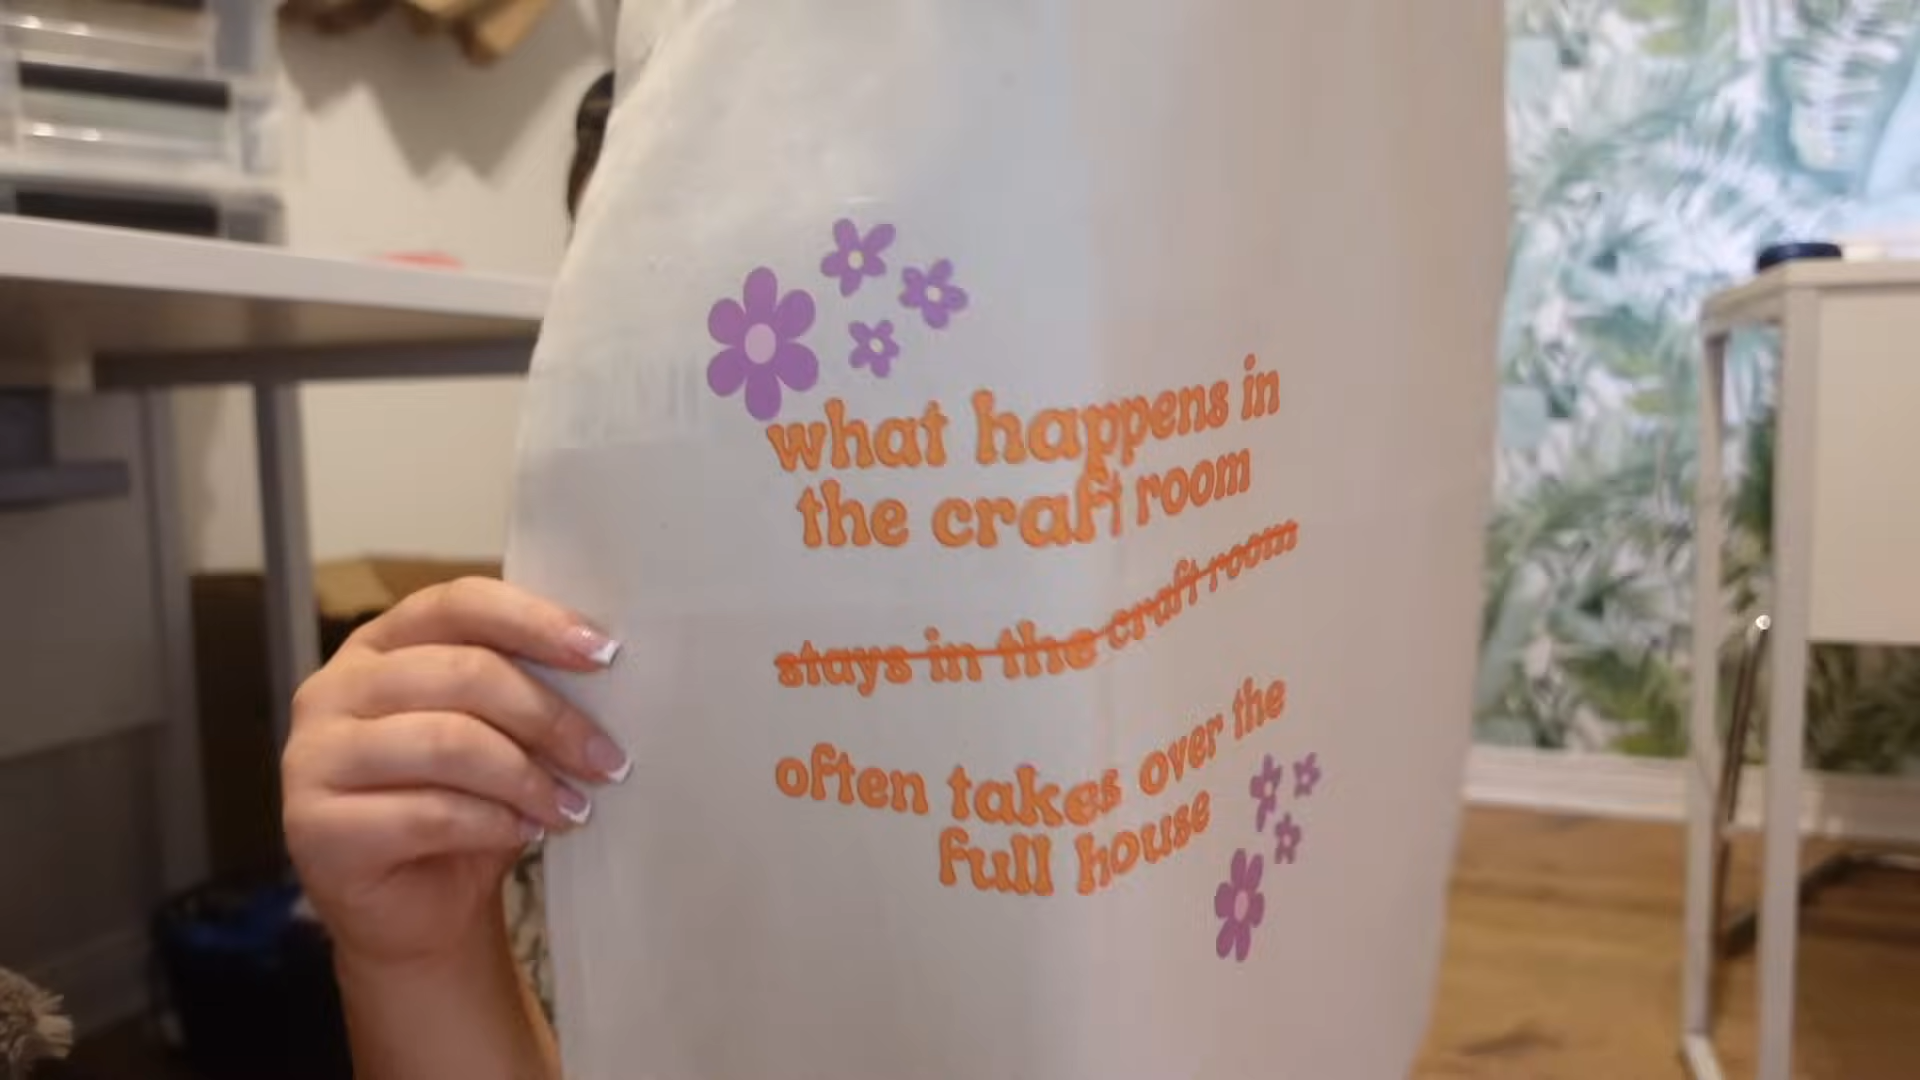 what happens in
the craft room
stays in the craft room
often takes over the
full house